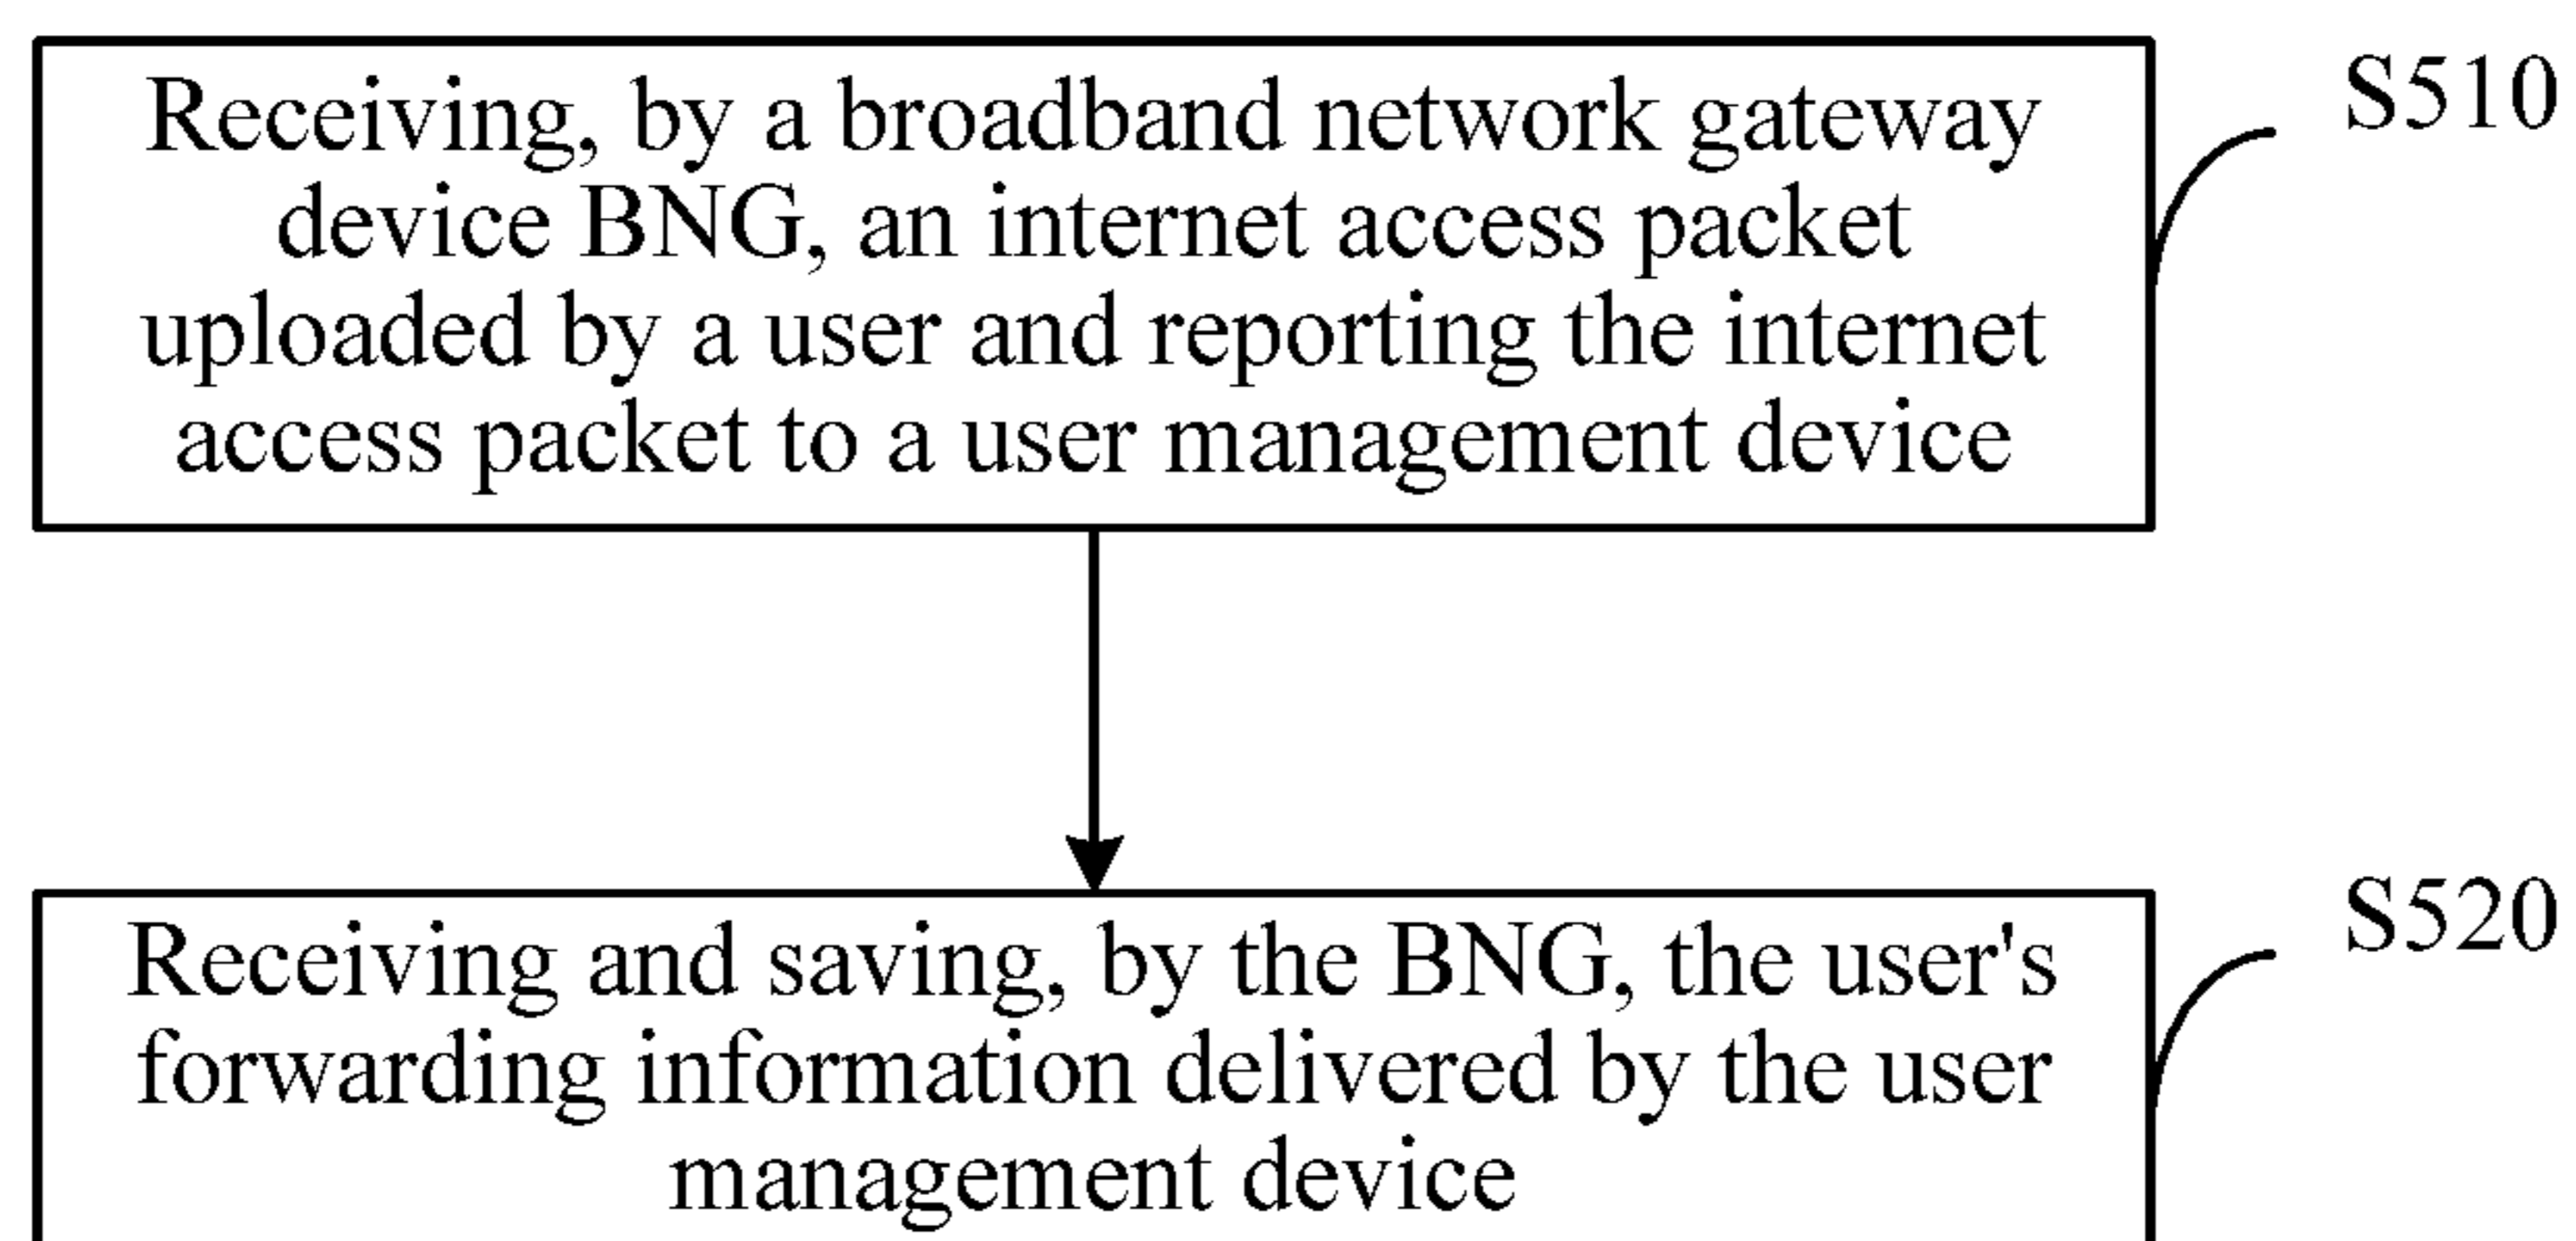 Receiving, by a broadband network gateway
device BNG, an internet access packet
uploaded by a user and reporting the internet
access packet to a user management device
S510
Receiving and saving, by the BNG, the user's
forwarding information delivered by the user
management device
S520